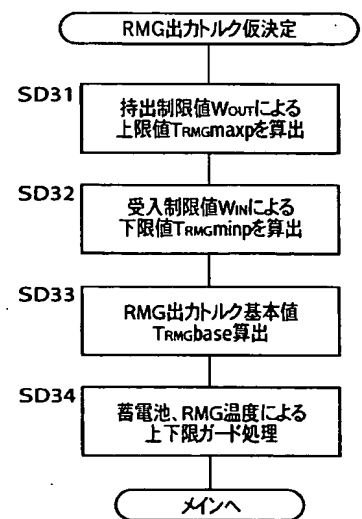 RMG出力トルク仮決定
SD31
持出制限値WOUTによる
上限値TRMGmaxpを算出
SD32
受入制限値WINによる
下限値TRMGminpを算出
SD33
RMG出力トルク基本値
TRMGbase算出
SD34
蓄電池、RMG温度による
上下限ガード処理
メインへ